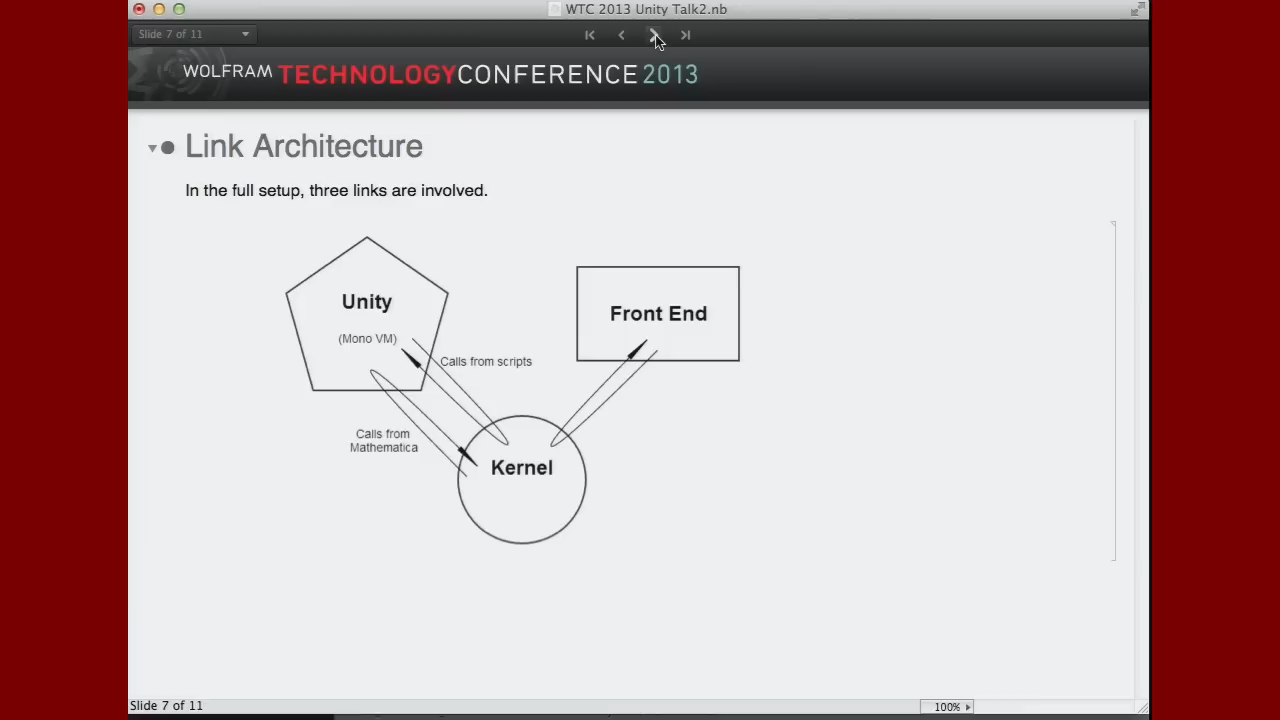 WTC 2013 Unity Talk2.nb
Slide 7 of 11
WOLFRAM TECHNOLOGYCONFERENCE 2013
Link Architecture
In the full setup, three links are involved.
Unity
(Mono VM)
Front End
Calls from scripts
Calls from
Mathematica
Kernel
Slide 7 of 11
100%